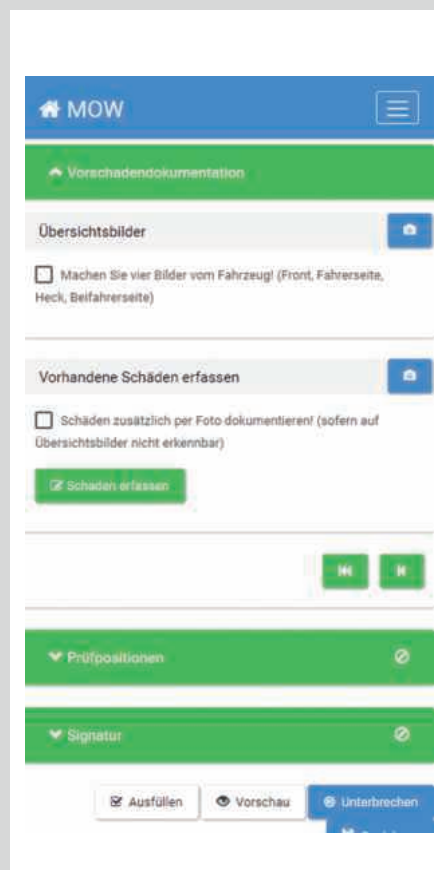 MOW
Vorschadendokumentation
Übersichtsbilder
Machen Sie vier Bilder vom Fahrzeug! (Front, Fahrerseite,
Heck, Beifahrerseite)
Vorhandene Schäden erfassen
Schäden zusätzlich per Foto dokumentieren! (sofern auf
Übersichtsbilder nicht erkennbar)
Schaden erfassen
Prüfpositionen
Signatur
Ausfüllen Vorschau Unterbrechen